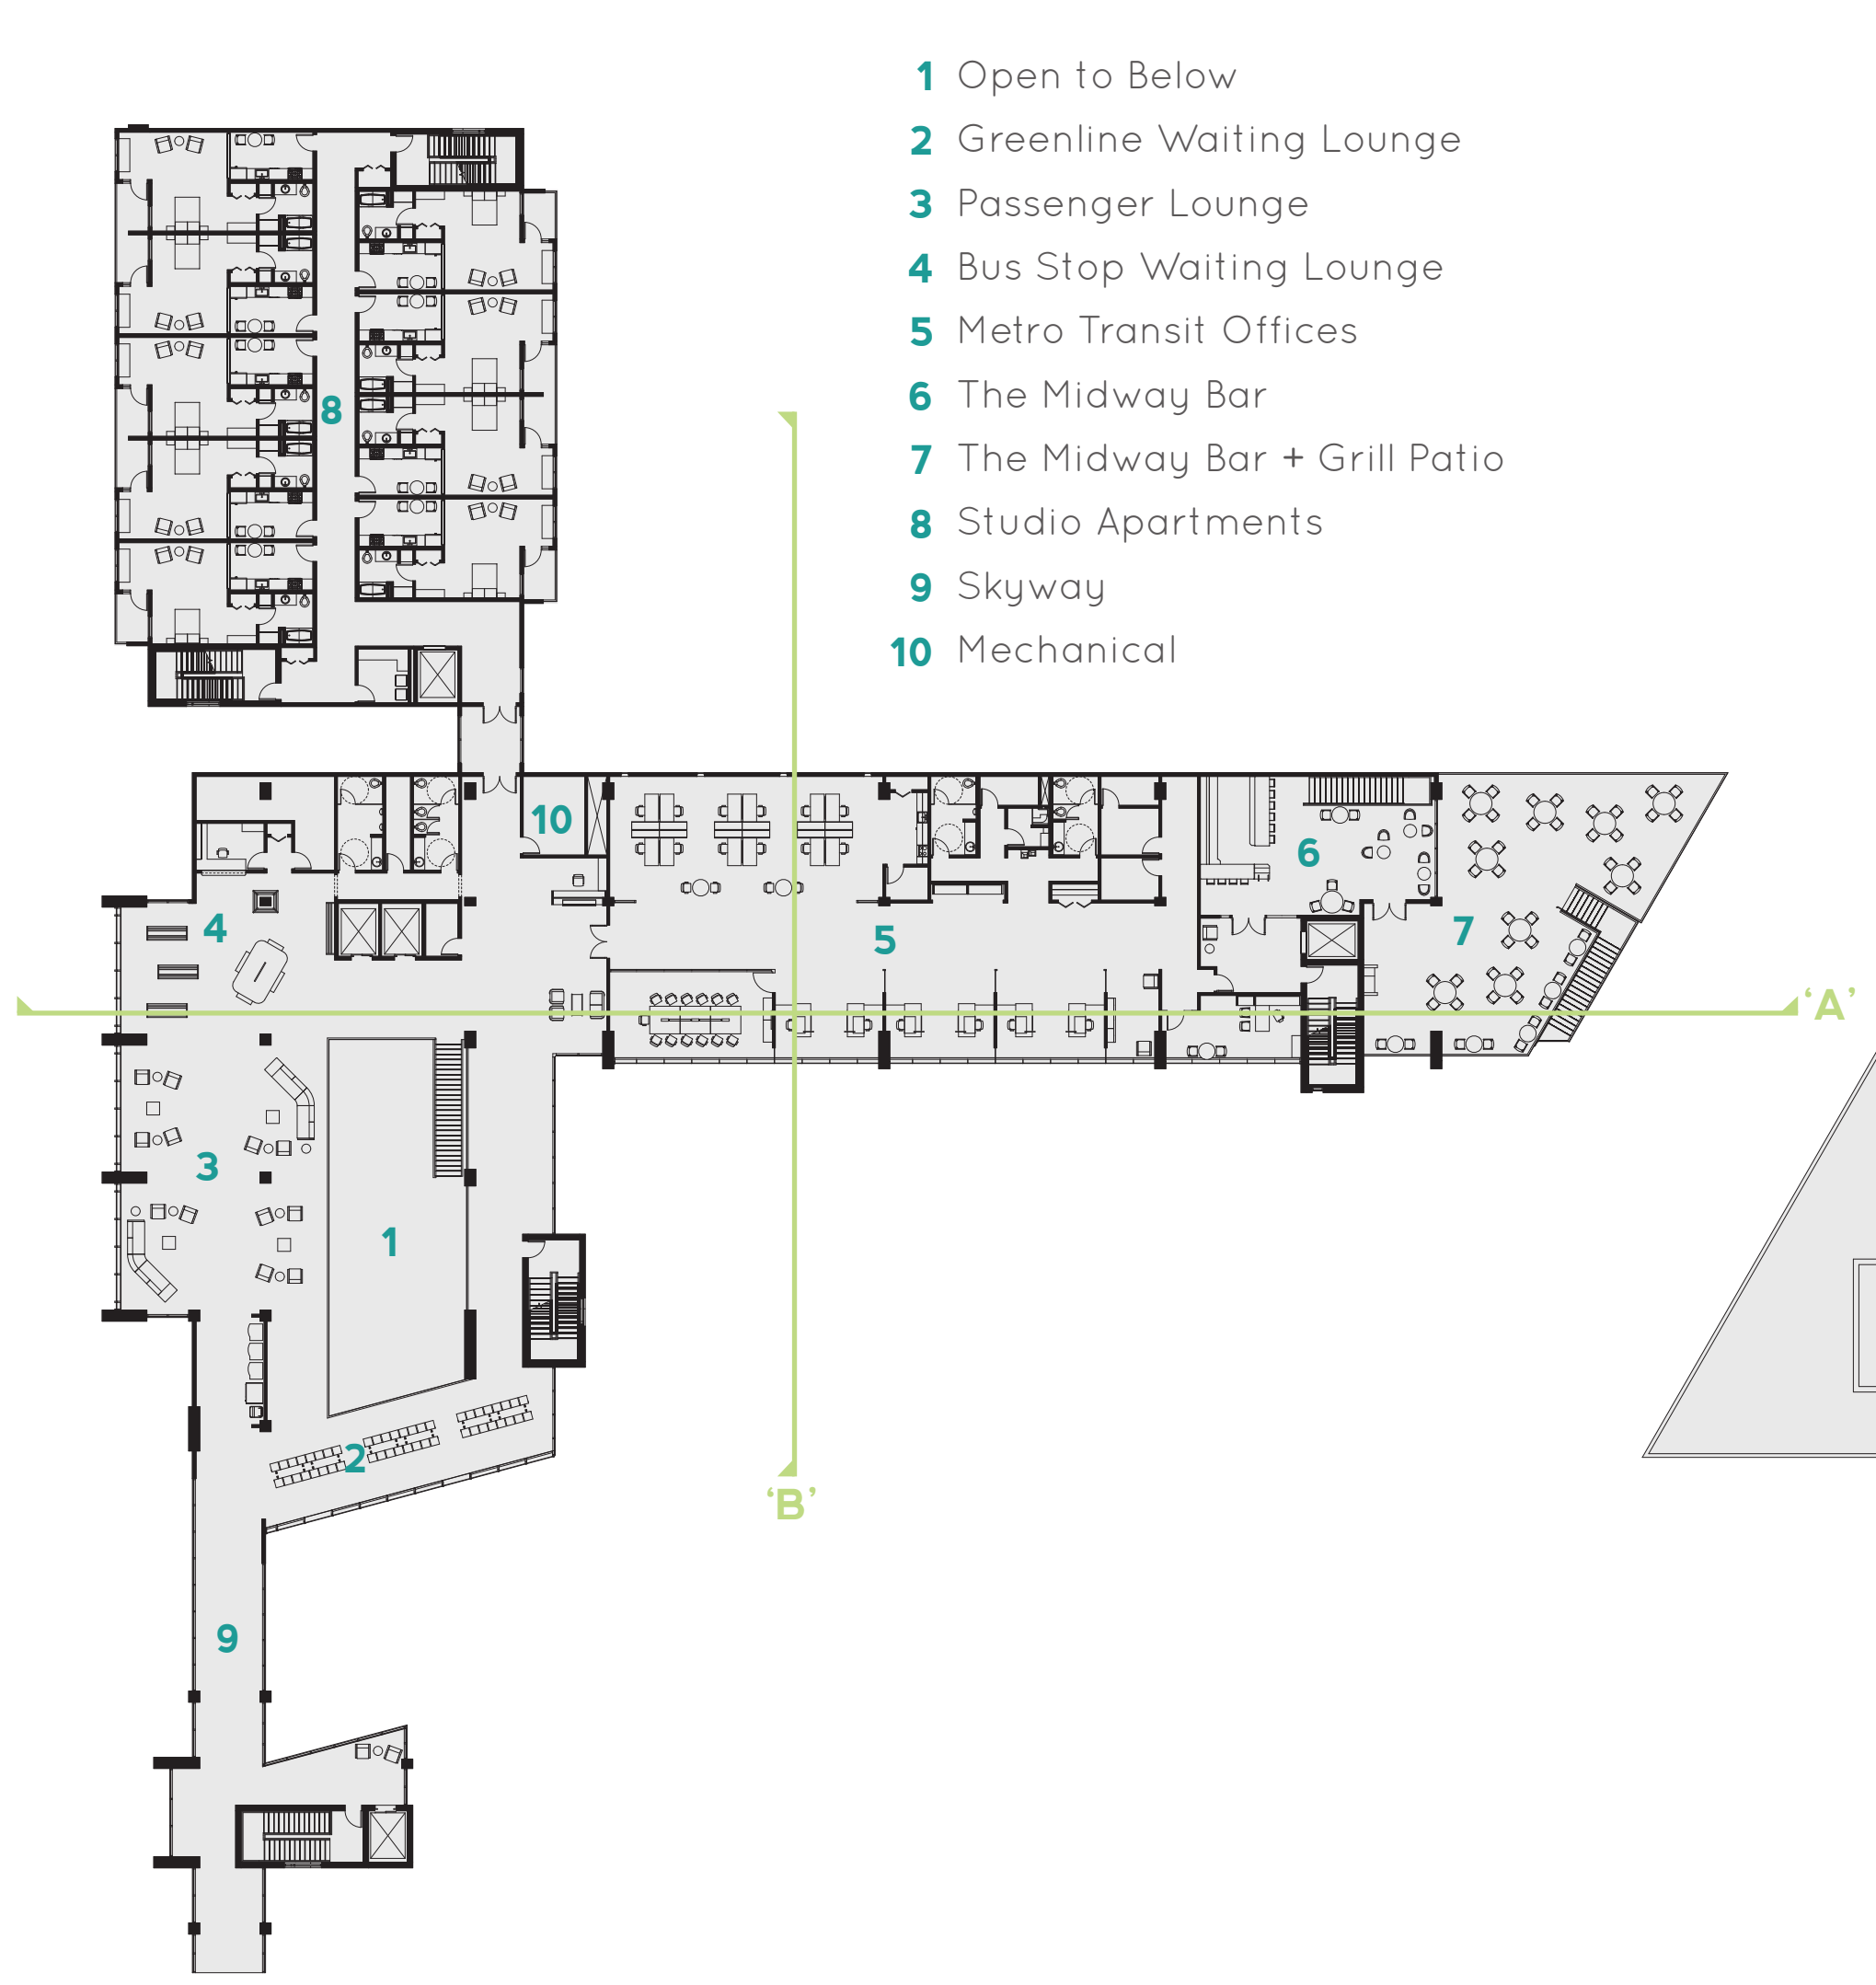 1 Open to Below
2 Greenline Waiting Lounge
3 Passenger Lounge
4 Bus Stop Waiting Lounge
5 Metro Transit Offices
6 The Midway Bar
7 The Midway Bar + Grill Patio
8 Studio Apartments
9 Skyway
10 Mechanical
8
10
6
4
5
7
'A'
3
1
2
'B'
9